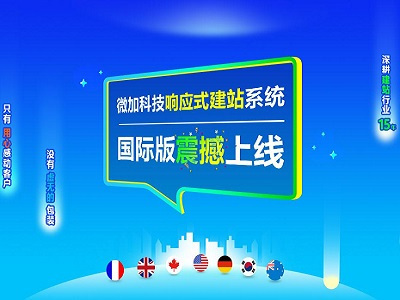 微加科技响应式建站系统
国际版震撼上线
深耕建站行业15年
只有用心感动客户
没有虚无的包装